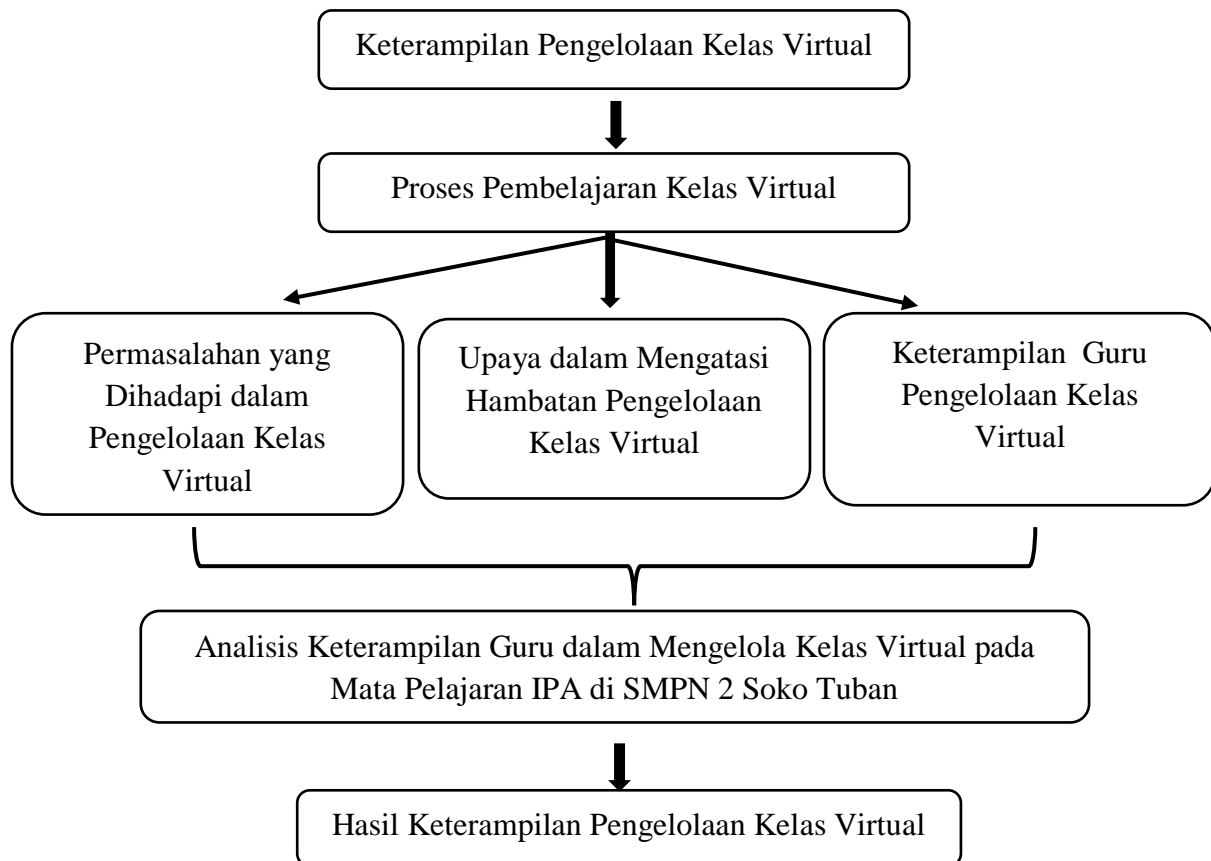 Keterampilan Pengelolaan Kelas Virtual
Proses Pembelajaran Kelas Virtual
Permasalahan yang
Dihadapi dalam
Pengelolaan Kelas
Virtual
Upaya dalam Mengatasi
Hambatan Pengelolaan
Kelas Virtual
Keterampilan Guru
Pengelolaan Kelas
Virtual
Analisis Keterampilan Guru dalam Mengelola Kelas Virtual pada
Mata Pelajaran IPA di SMPN 2 Soko Tuban
Hasil Keterampilan Pengelolaan Kelas Virtual